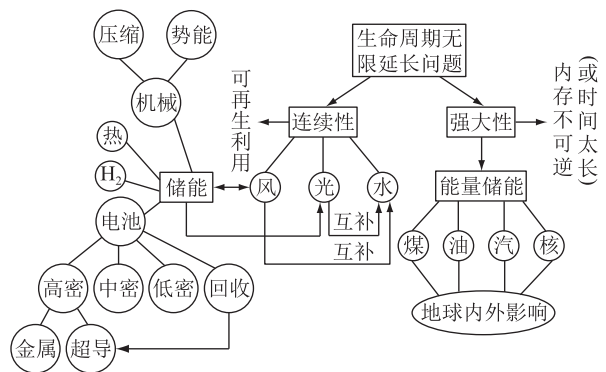 压缩
势能
机械
热
H₂
储能
电池
高密
中密
低密
回收
金属
超导
生命周期无
限延长问题
可再生利用
连续性
强大性
(或时间太长)
内存不可逆
风
光
水
互补
互补
能量储能
煤
油
汽
核
地球内外影响